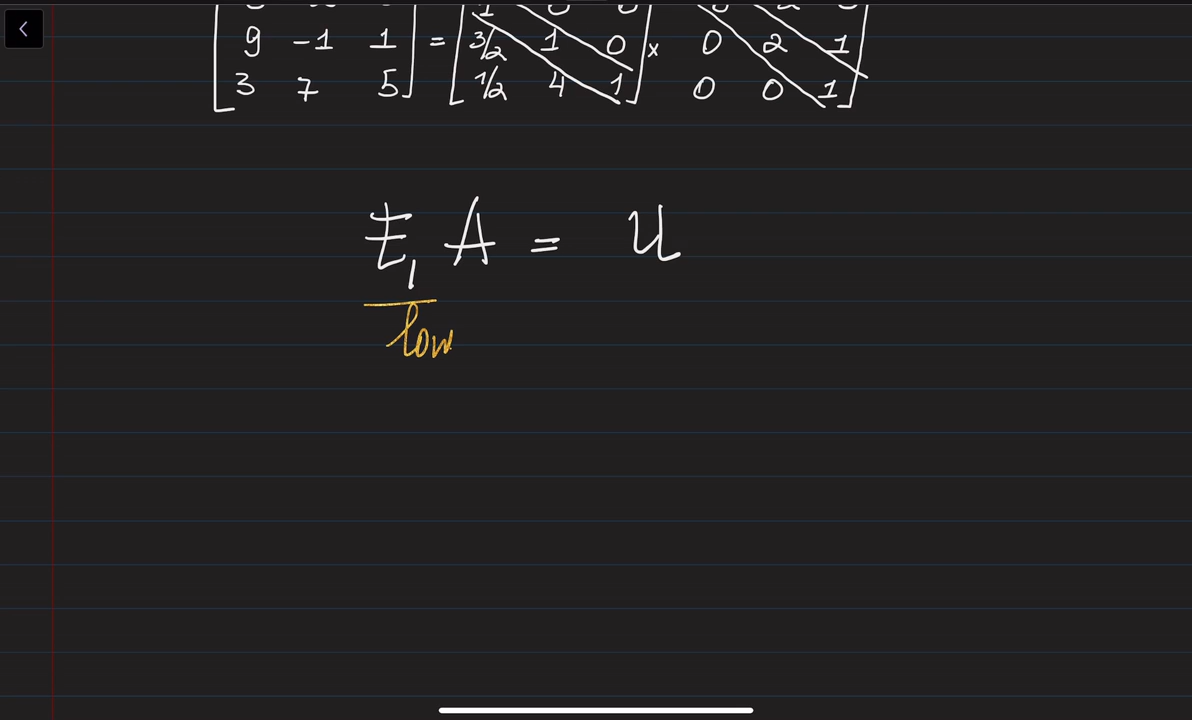 9 -1 1 = 3/2 1 0 x 0 2 1
3 7 5 1/2 4 1 0 0 1
E1 A = U
low